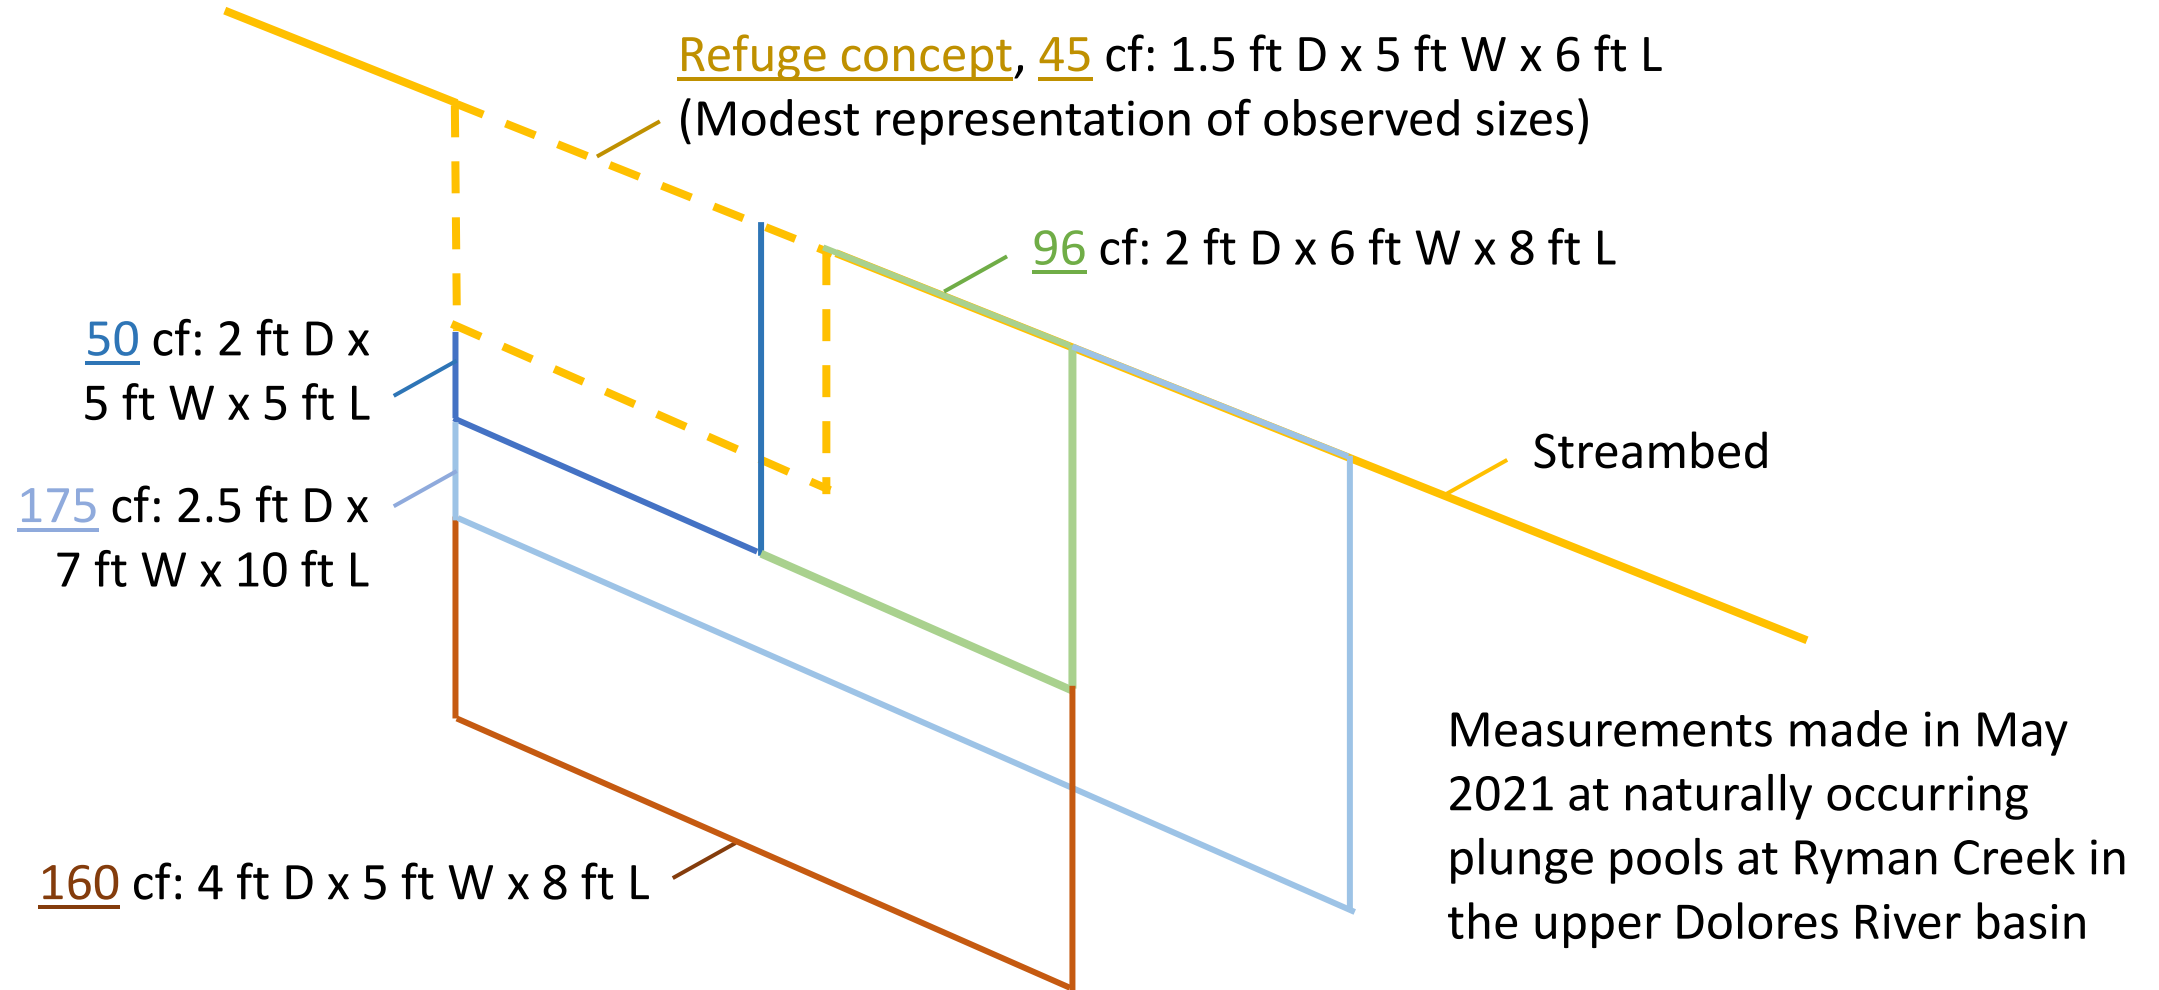 Refuge concept, 45 cf: 1.5 ft D x 5 ft W x 6 ft L
(Modest representation of observed sizes)
96 cf: 2 ft D x 6 ft W x 8 ft L
50 cf: 2 ft D x
5 ft W x 5 ft L
Streambed
175 cf: 2.5 ft D x
7 ft W x 10 ft L
160 cf: 4 ft D x 5 ft W x 8 ft L
Measurements made in May
2021 at naturally occurring
plunge pools at Ryman Creek in
the upper Dolores River basin